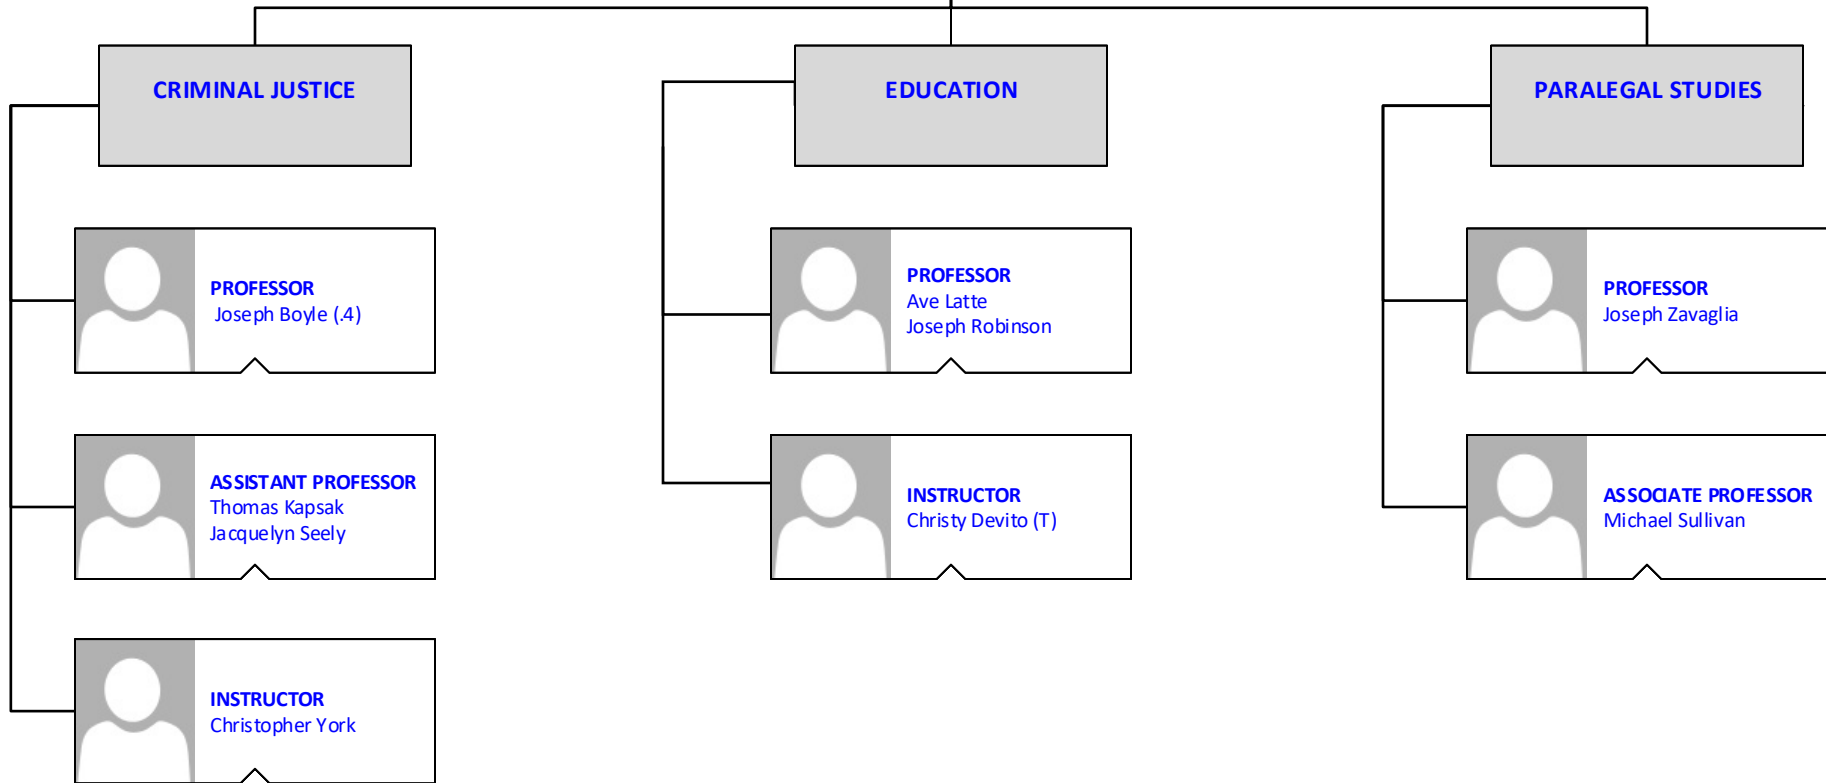 CRIMINAL JUSTICE
PROFESSOR
Joseph Boyle (.4)
ASSISTANT PROFESSOR
Thomas Kapsak
Jacquelyn Seely
INSTRUCTOR
Christopher York
EDUCATION
PROFESSOR
Ave Latte
Joseph Robinson
INSTRUCTOR
Christy Devito (T)
PARALEGAL STUDIES
PROFESSOR
Joseph Zavaglia
ASSOCIATE PROFESSOR
Michael Sullivan